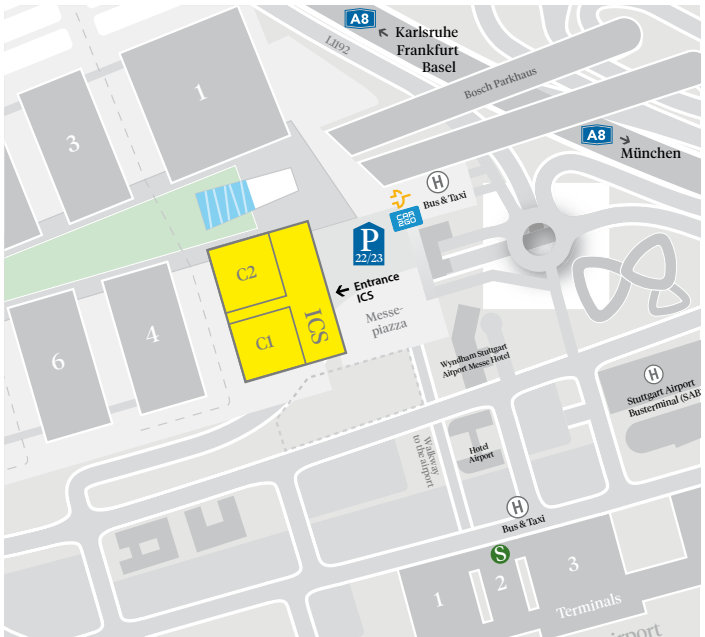 A8
Karlsruhe
Frankfurt
Basel
L1192
1
3
Bosch Parkhaus
A8
München
H
Bus & Taxi
CAR
2GO
P
22/23
Entrance
ICS
C2
C1
ICS
Messe-
piazza
4
6
Wyndham Stuttgart
Airport Messe Hotel
H
Stuttgart Airport
Busterminal (SAB
Walkway
to the airport
Hotel
Airport
H
Bus & Taxi
S
1
2
3
Terminals
irport